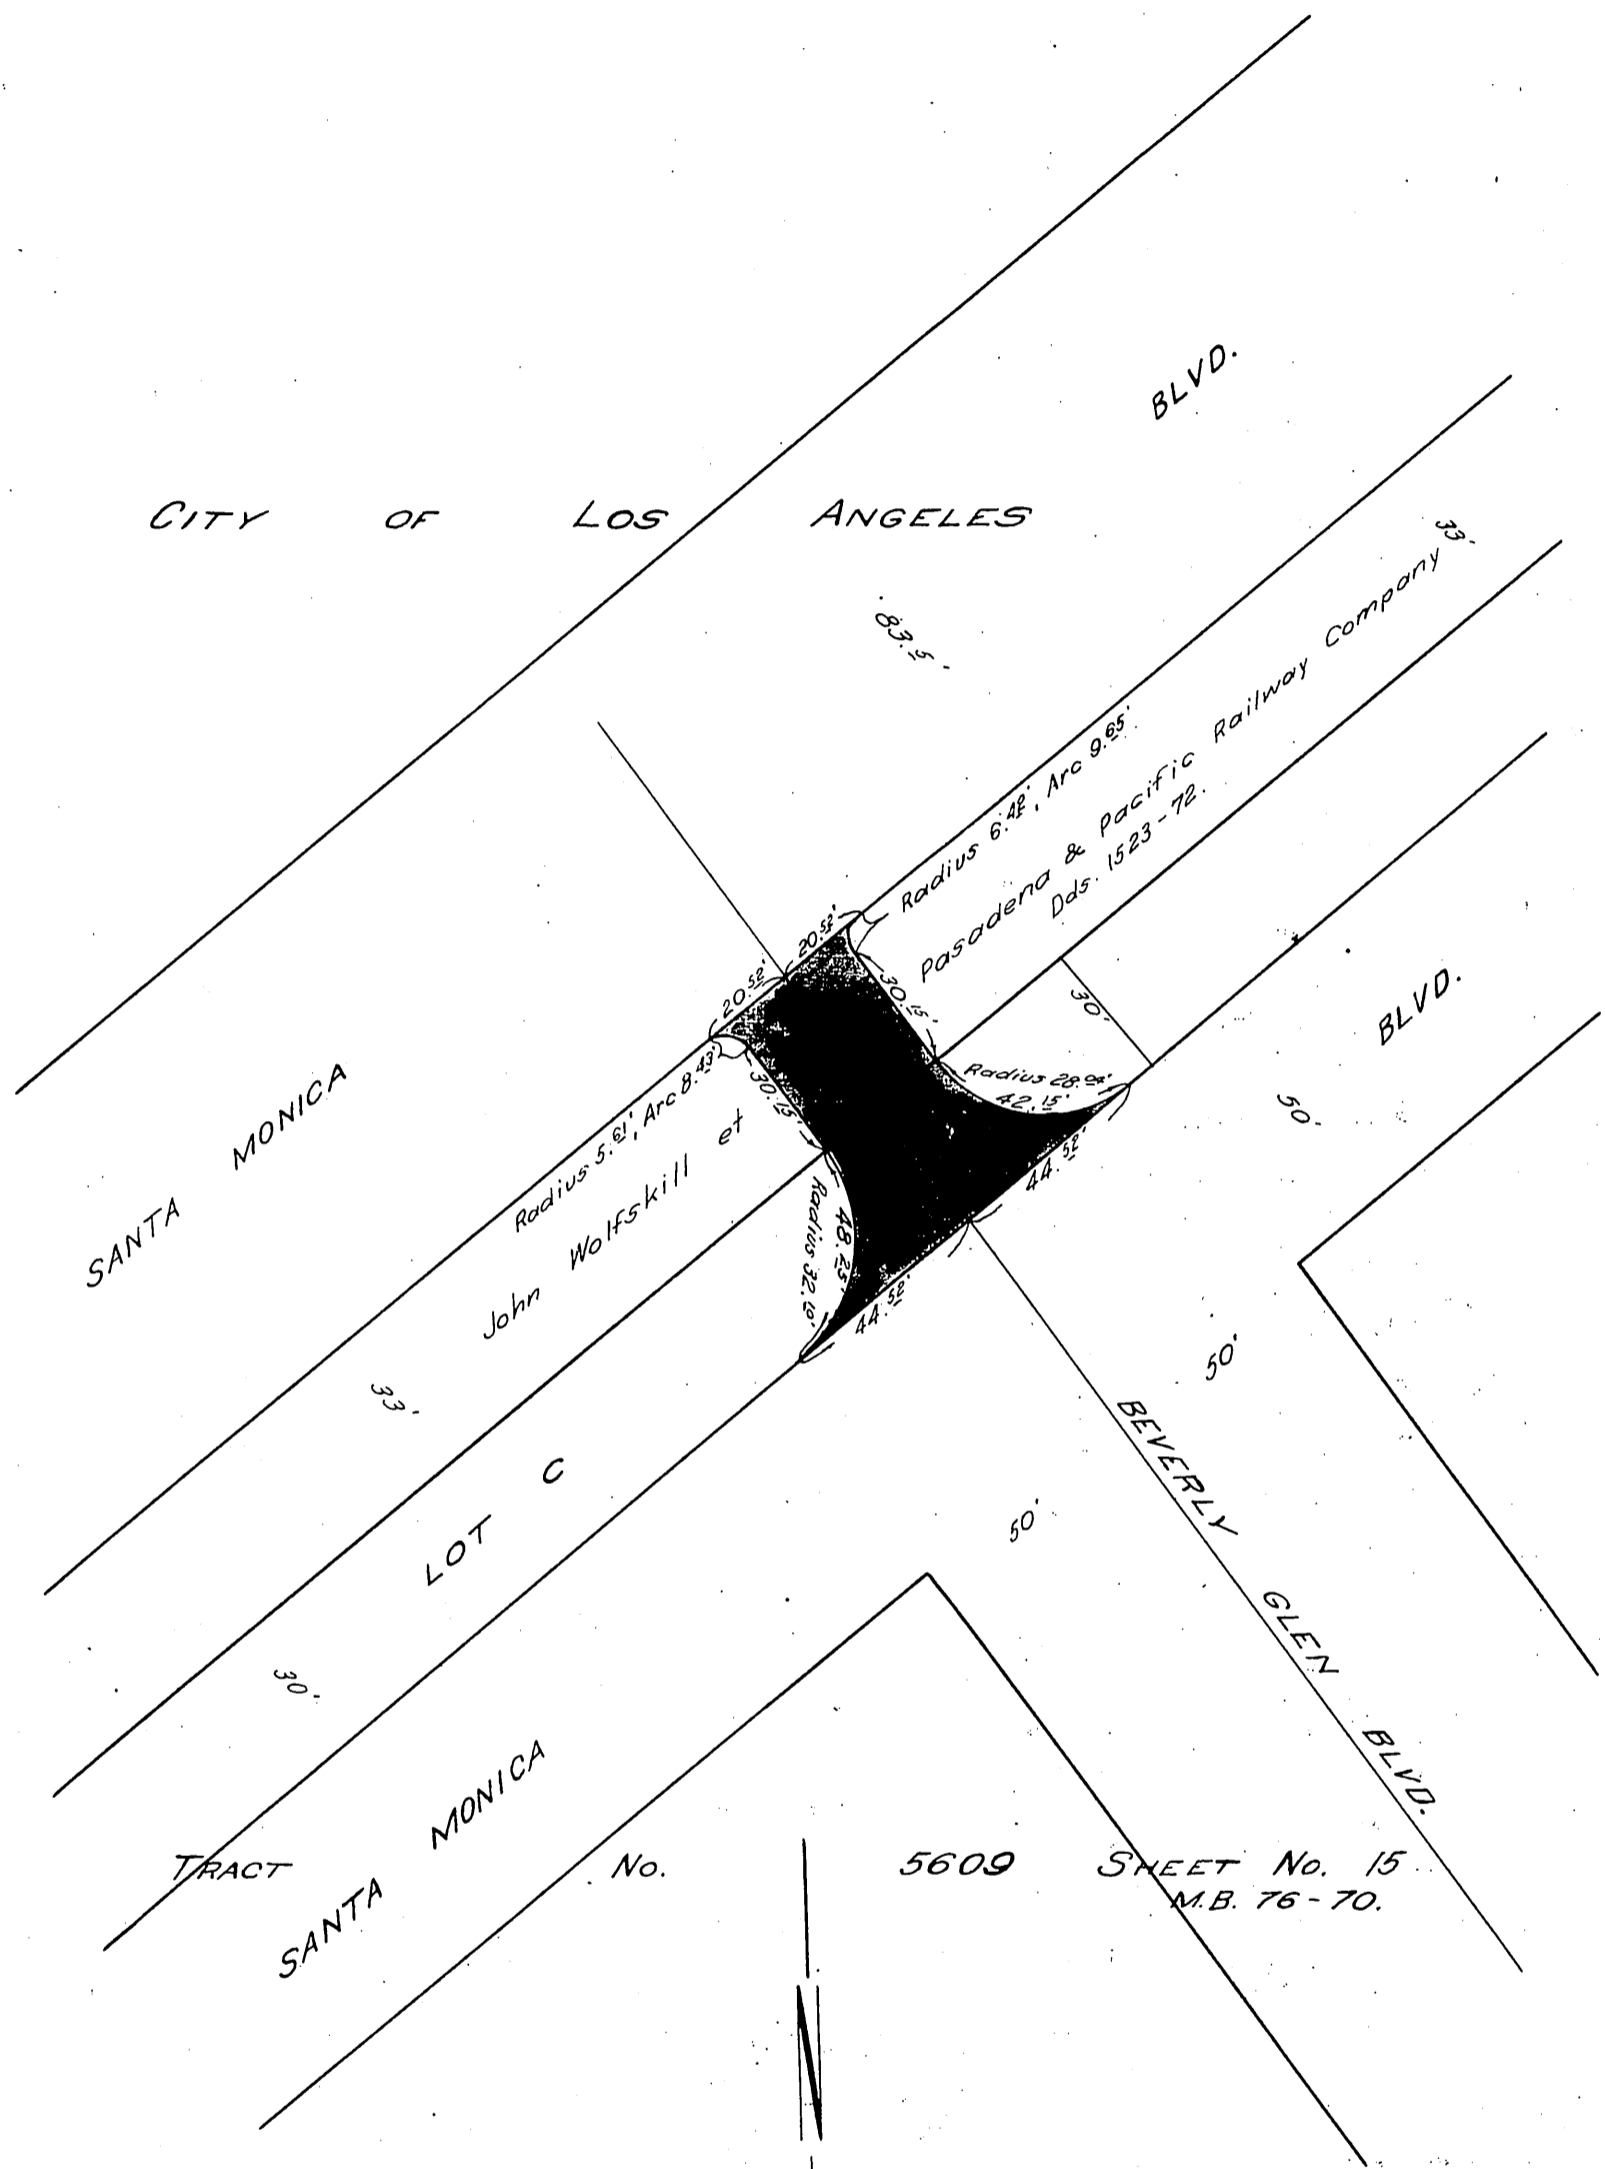 BLVD.
CITY OF LOS ANGELES
33'
83.5'
Radius 6.42', Arc 9.65'
Pasadena & Pacific Railway Company
Dds. 1523-72.
20.52'
20.52'
30.15'
30'
BLVD.
Radius 28.04'
42.15'
50'
SANTA MONICA
Radius 5.61', Arc 8.43'
30.15'
John Wolfskill et
44.52'
48.25'
Radius 32.10'
44.52'
33'
50'
BEVERLY GLEN BLVD.
LOT C
50'
30'
SANTA MONICA
TRACT No. 5609 SHEET No. 15
M.B. 76-70.
N